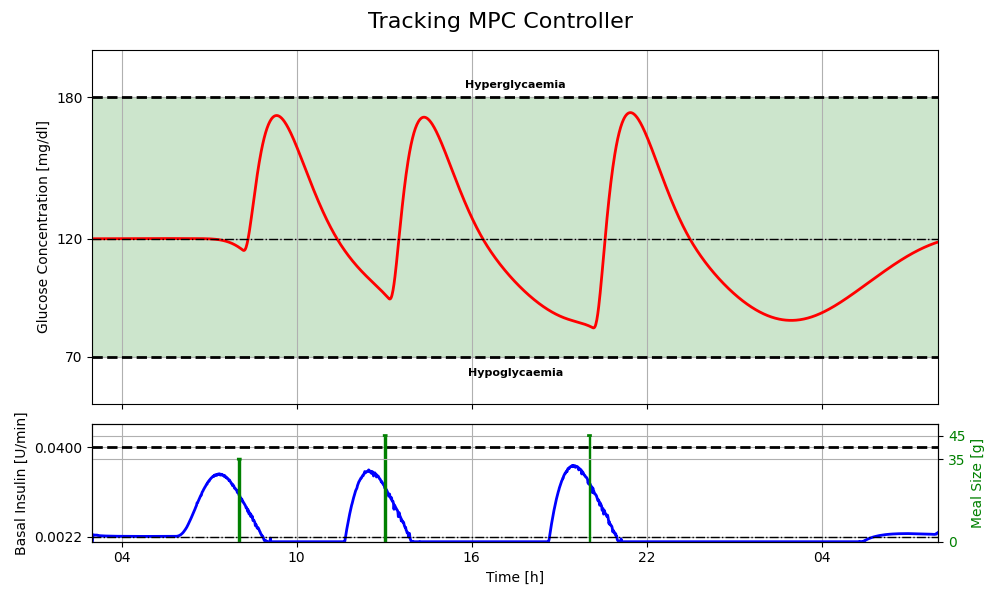 Tracking MPC Controller
Glucose Concentration [mg/dl]
180
120
70
Hyperglycaemia
Hypoglycaemia
Basal Insulin [U/min]
0.0400
0.0022
45
35
0
Meal Size [g]
04 10 16 22 04
Time [h]